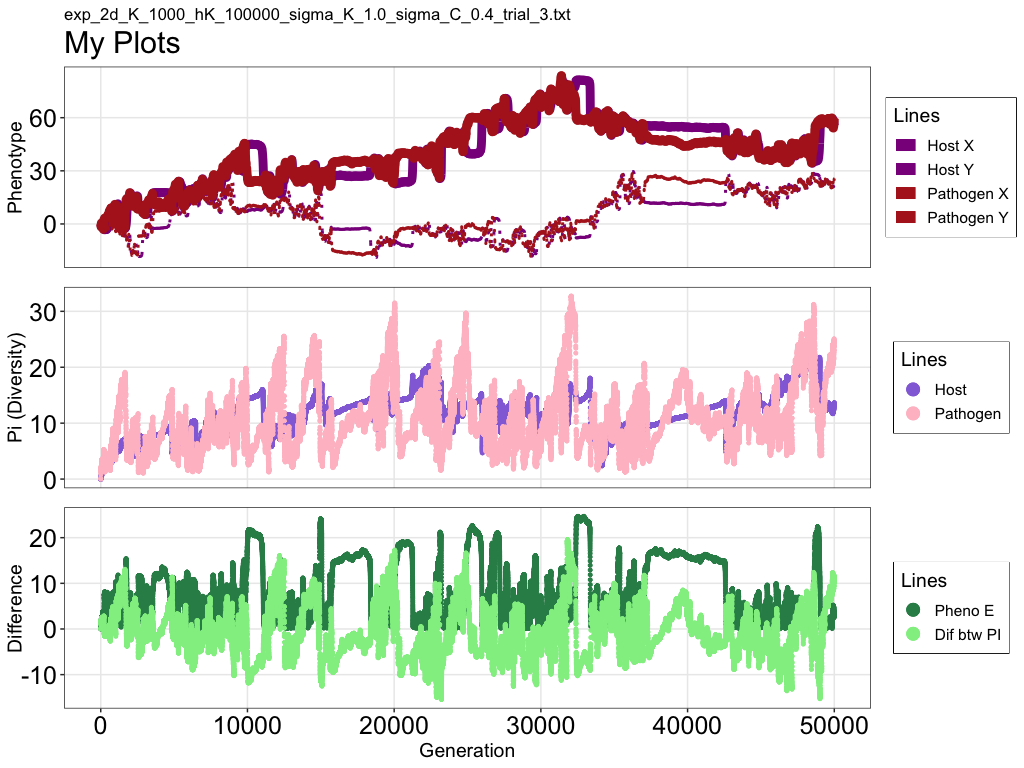 exp_2d_K_1000_hK_100000_sigma_K_1.0_sigma_C_0.4_trial_3.txt
My Plots
Phenotype
60
30
0
Lines
Host X
Host Y
Pathogen X
Pathogen Y
Pi (Diversity)
30
20
10
0
Lines
Host
Pathogen
Difference
20
10
0
-10
Lines
Pheno E
Dif btw PI
0 10000 20000 30000 40000 50000
Generation